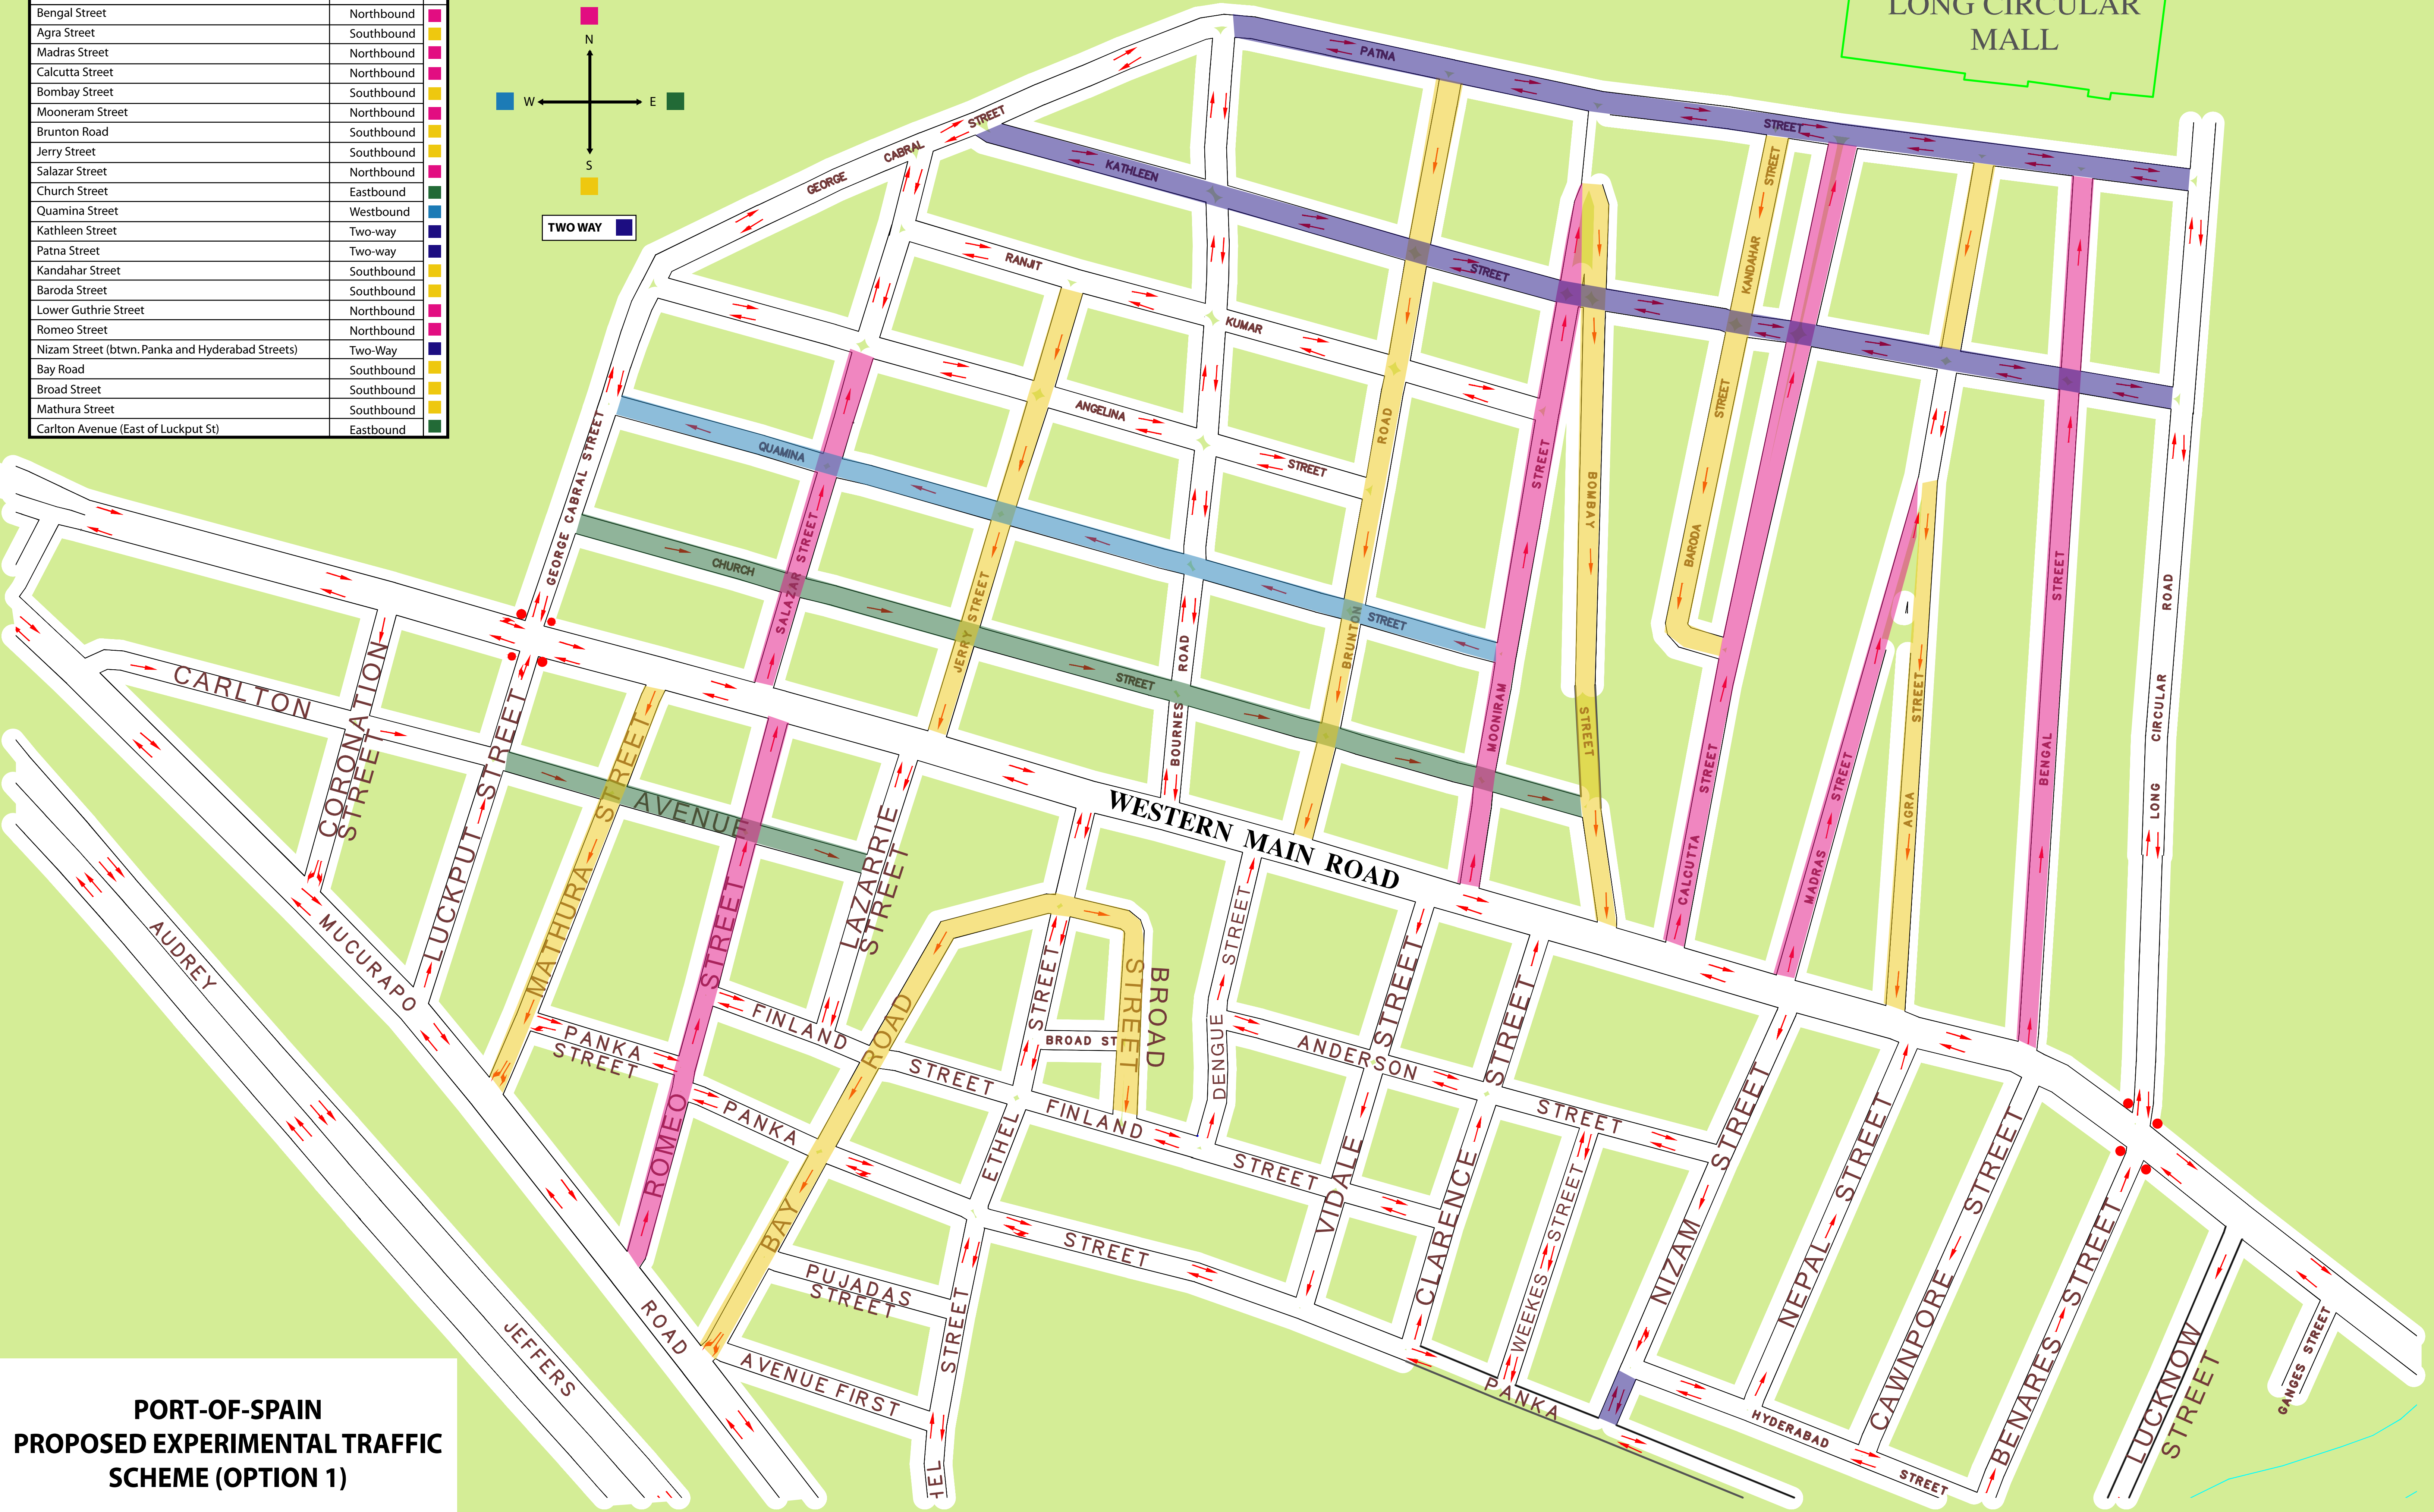 Bengal Street Northbound
Agra Street Southbound
Madras Street Northbound
Calcutta Street Northbound
Bombay Street Southbound
Mooneram Street Northbound
Brunton Road Southbound
Jerry Street Southbound
Salazar Street Northbound
Church Street Eastbound
Quamina Street Westbound
Kathleen Street Two-way
Patna Street Two-way
Kandahar Street Southbound
Baroda Street Southbound
Lower Guthrie Street Northbound
Romeo Street Northbound
Nizam Street (btwn. Panka and Hyderabad Streets) Two-Way
Bay Road Southbound
Broad Street Southbound
Mathura Street Southbound
Carlton Avenue (East of Luckput St) Eastbound
N
W E
S
TWO WAY
LONG CIRCULAR
MALL
PATNA STREET
GEORGE CABRAL STREET
KATHLEEN STREET
RANJIT KUMAR
ANGELINA STREET
QUAMINA STREET
CHURCH STREET
GEORGE CABRAL STREET
SALAZAR STREET
JERRY STREET
BOURNES ROAD
BRUNTON ROAD
MOONIRAM STREET
BOMBAY STREET
KANDAHAR STREET
BARODA STREET
CALCUTTA STREET
MADRAS STREET
AGRA STREET
BENGAL STREET
LONG CIRCULAR ROAD
WESTERN MAIN ROAD
CARLTON AVENUE
CORONATION
STREET
LUCKPUT STREET
MATHURA STREET
ROMEO STREET
LAZARRIE
STREET
BAY ROAD
ETHEL STREET
BROAD
STREET
BROAD ST
DENGUE STREET
VIDALE STREET
CLARENCE STREET
WEEKES STREET
NIZAM STREET
NEPAL STREET
CAWNPORE STREET
BENARES STREET
LUCKNOW
STREET
GANGES STREET
ANDERSON STREET
FINLAND STREET
FINLAND STREET
PANKA
STREET
PANKA STREET
PANKA
HYDERABAD STREET
PUJADAS
STREET
AVENUE FIRST
STREET
HEL
MUCURAPO ROAD
AUDREY JEFFERS
PORT-OF-SPAIN
PROPOSED EXPERIMENTAL TRAFFIC
SCHEME (OPTION 1)